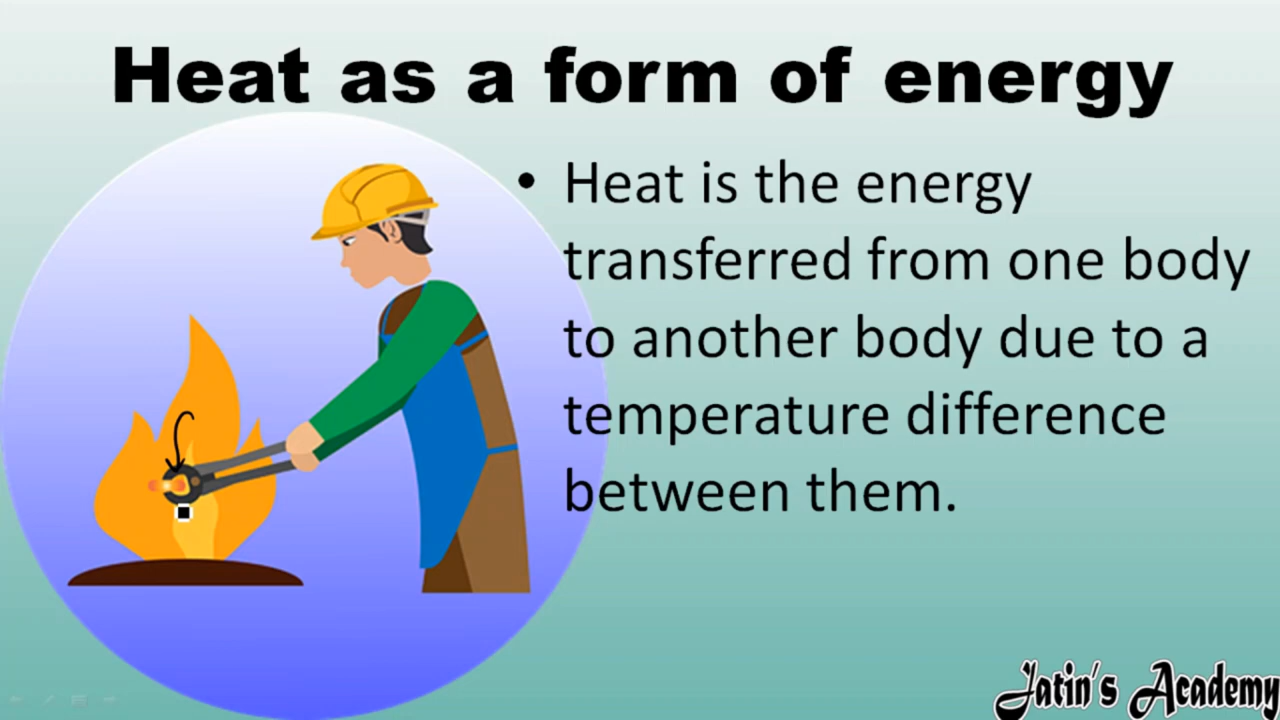 Heat as a form of energy
• Heat is the energy
transferred from one body
to another body due to a
temperature difference
between them.
Jatin's Academy